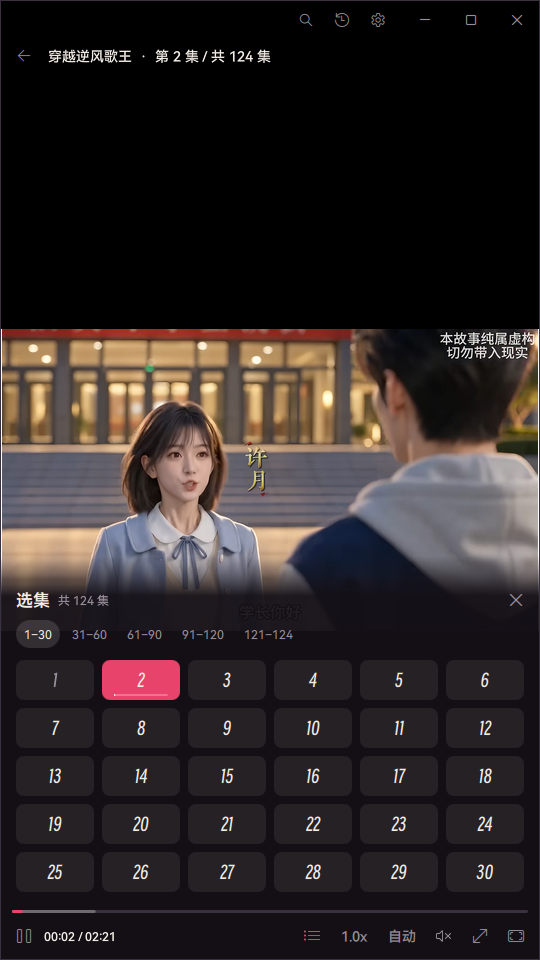 穿越逆风歌王 · 第 2 集 / 共 124 集
本故事纯属虚构
切勿带入现实
许月
学长你好
选集 共 124 集
1-30 31-60 61-90 91-120 121-124
1 2 3 4 5 6
7 8 9 10 11 12
13 14 15 16 17 18
19 20 21 22 23 24
25 26 27 28 29 30
00:02 / 02:21 1.0x 自动